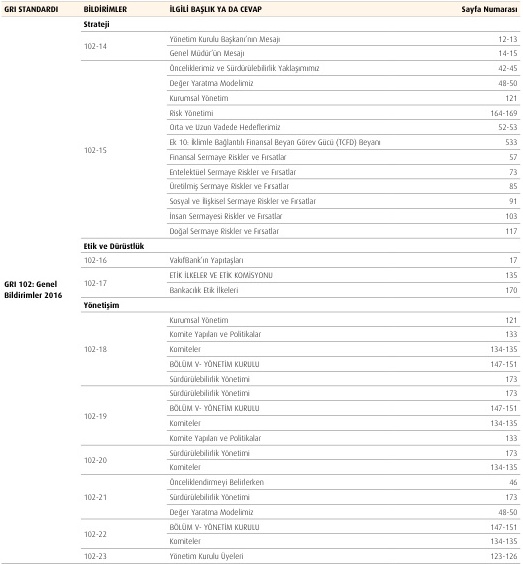 GRI STANDARDI BİLDİRİMLER İLGİLİ BAŞLIK YA DA CEVAP Sayfa Numarası
Strateji
102-14 Yönetim Kurulu Başkanı'nın Mesajı 12-13
Genel Müdür'ün Mesajı 14-15
102-15 Önceliklerimiz ve Sürdürülebilirlik Yaklaşımımız 42-45
Değer Yaratma Modelimiz 48-50
Kurumsal Yönetim 121
Risk Yönetimi 164-169
Orta ve Uzun Vadede Hedeflerimiz 52-53
Ek 10: İklimle Bağlantılı Finansal Beyan Görev Gücü (TCFD) Beyanı 533
Finansal Sermaye Riskler ve Fırsatlar 57
Entelektüel Sermaye Riskler ve Fırsatlar 73
Üretilmiş Sermaye Riskler ve Fırsatlar 85
Sosyal ve İlişkisel Sermaye Riskler ve Fırsatlar 91
İnsan Sermayesi Riskler ve Fırsatlar 103
Doğal Sermaye Riskler ve Fırsatlar 117
Etik ve Dürüstlük
102-16 VakıfBank'ın Yapıtaşları 17
102-17 ETİK İLKELER VE ETİK KOMİSYONU 135
Bankacılık Etik İlkeleri 170
GRI 102: Genel
Bildirimler 2016
Yönetişim
102-18 Kurumsal Yönetim 121
Komite Yapıları ve Politikalar 133
Komiteler 134-135
BÖLÜM V- YÖNETİM KURULU 147-151
Sürdürülebilirlik Yönetimi 173
102-19 Sürdürülebilirlik Yönetimi 173
BÖLÜM V- YÖNETİM KURULU 147-151
Komiteler 134-135
Komite Yapıları ve Politikalar 133
102-20 Sürdürülebilirlik Yönetimi 173
Komiteler 134-135
102-21 Önceliklendirmeyi Belirlerken 46
Sürdürülebilirlik Yönetimi 173
Değer Yaratma Modelimiz 48-50
102-22 BÖLÜM V- YÖNETİM KURULU 147-151
Komiteler 134-135
102-23 Yönetim Kurulu Üyeleri 123-126